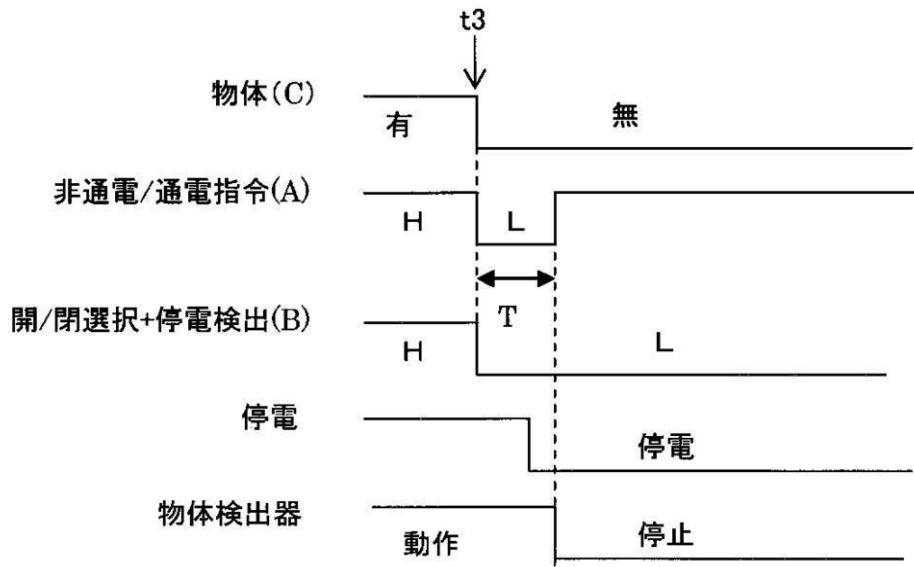 t3
物体(C)
有
無
非通電/通電指令(A)
H
L
開/閉選択+停電検出(B)
T
H
L
停電
停電
物体検出器
動作
停止